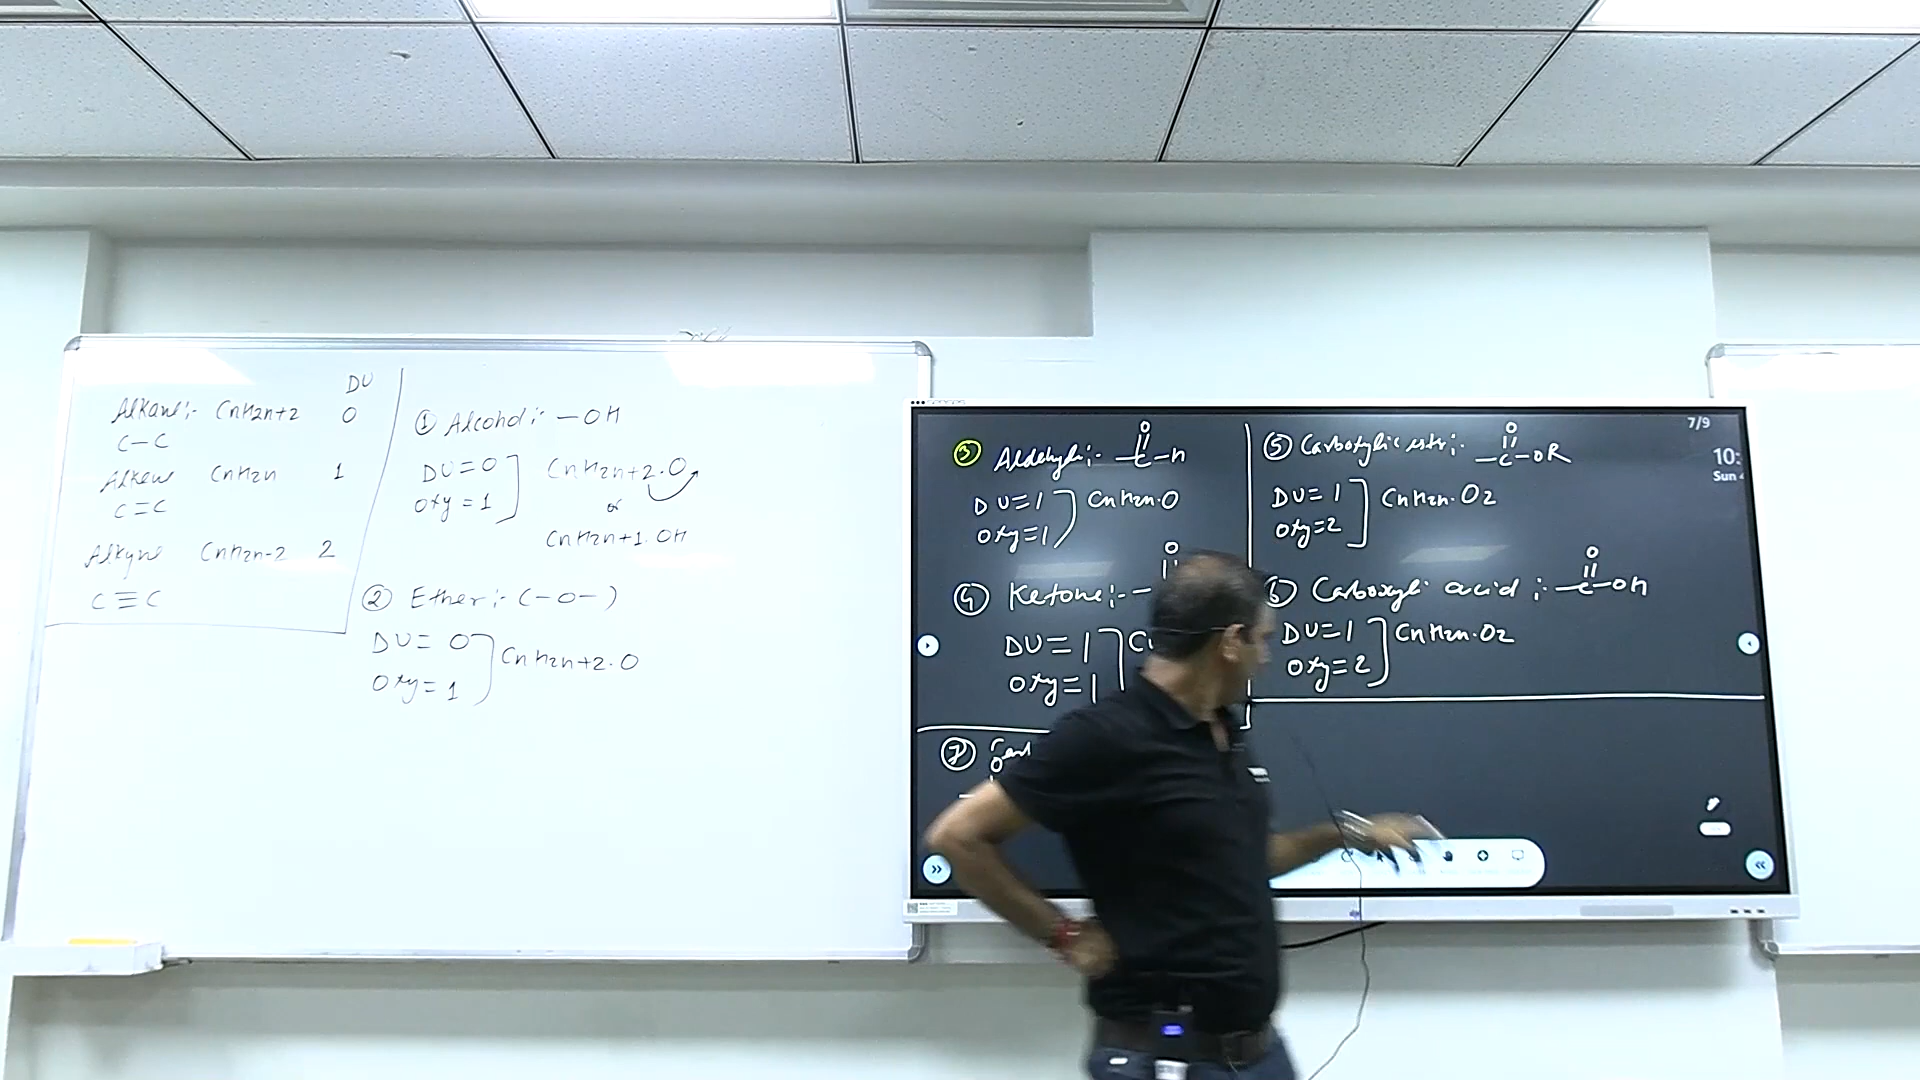 DU
Alkane:- CnH2n+2 0
C-C
Alkene CnH2n 1
C=C
Alkyne CnH2n-2 2
C≡C
① Alcohol:- -OH
DU=0
Oxy=1
CnH2n+2.O
or
CnH2n+1.OH
② Ether:- (-O-)
DU= 0
Oxy= 1
CnH2n+2.O
③ Aldehyde:- -C-H
O
DU=1
Oxy=1
CnH2n.O
④ Ketone:- -
O
DU=1
Oxy=1
⑤ Carboxylic ester:- -C-OR
O
DU=1
Oxy=2
CnH2n.O2
⑥ Carboxylic acid:- -C-OH
O
DU=1
Oxy=2
CnH2n.O2
⑦
7/9
10:
Sun